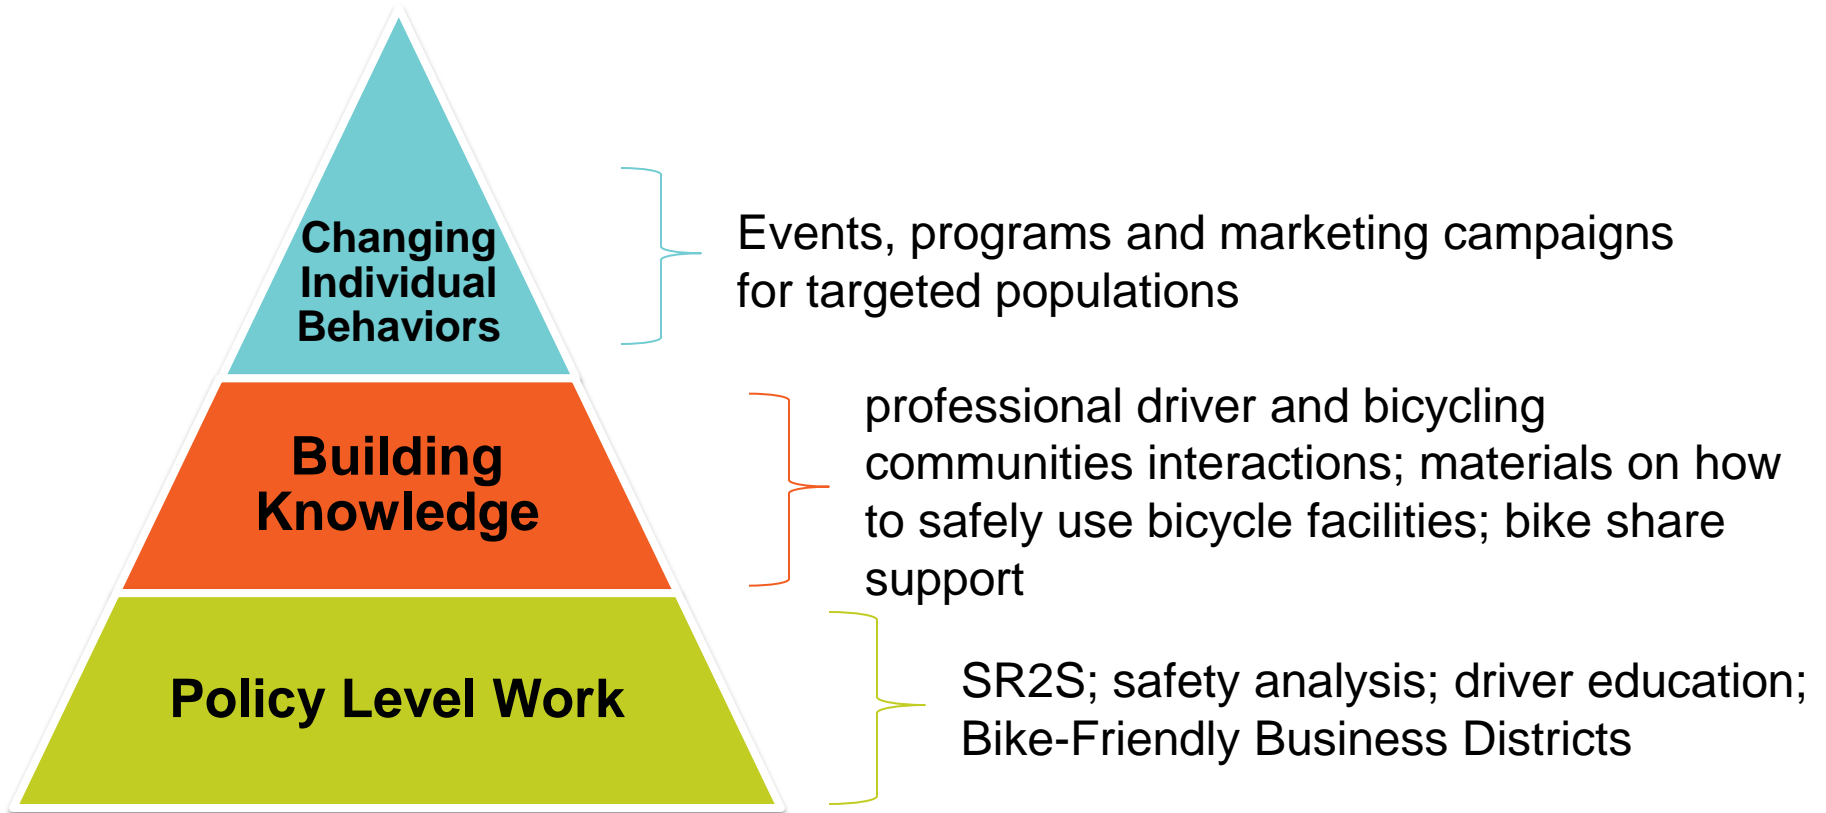 Changing
Individual
Behaviors
Events, programs and marketing campaigns
for targeted populations
Building
Knowledge
professional driver and bicycling
communities interactions; materials on how
to safely use bicycle facilities; bike share
support
Policy Level Work
SR2S; safety analysis; driver education;
Bike-Friendly Business Districts